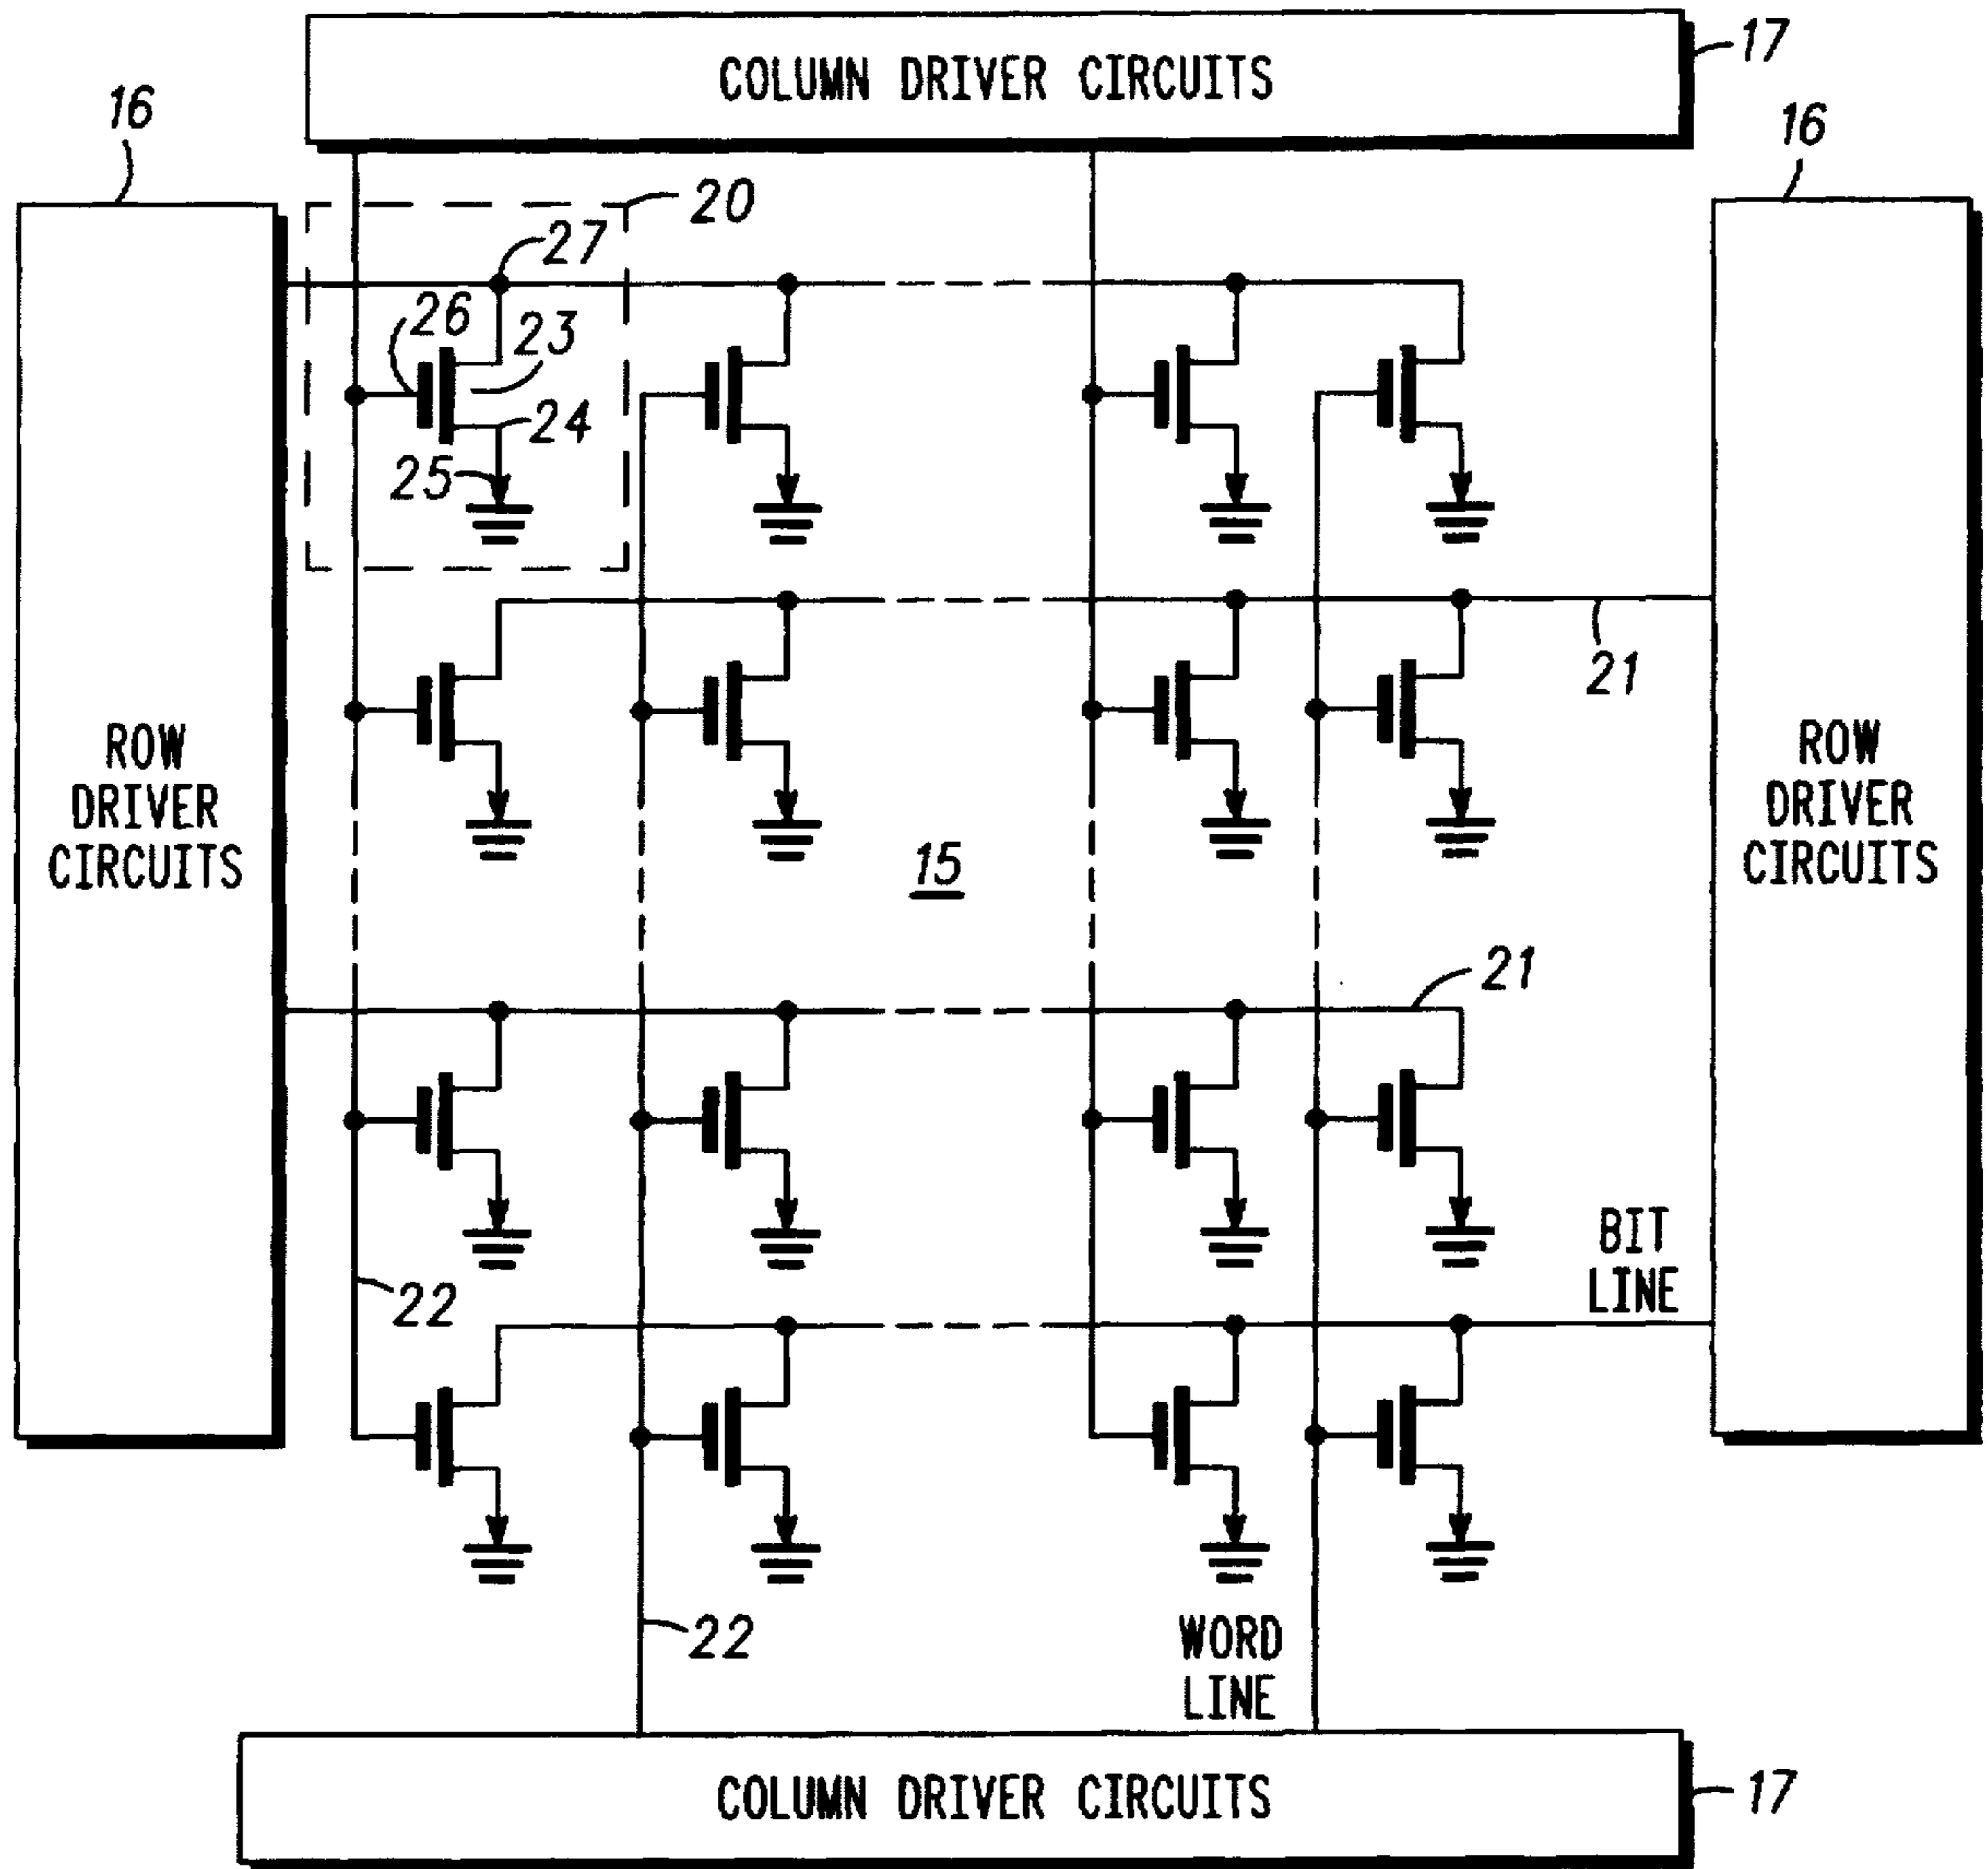 COLUMN DRIVER CIRCUITS
17
16
16
20
27
26
23
24
25
21
ROW
DRIVER
CIRCUITS
ROW
DRIVER
CIRCUITS
15
21
BIT
LINE
22
22
WORD
LINE
COLUMN DRIVER CIRCUITS
17